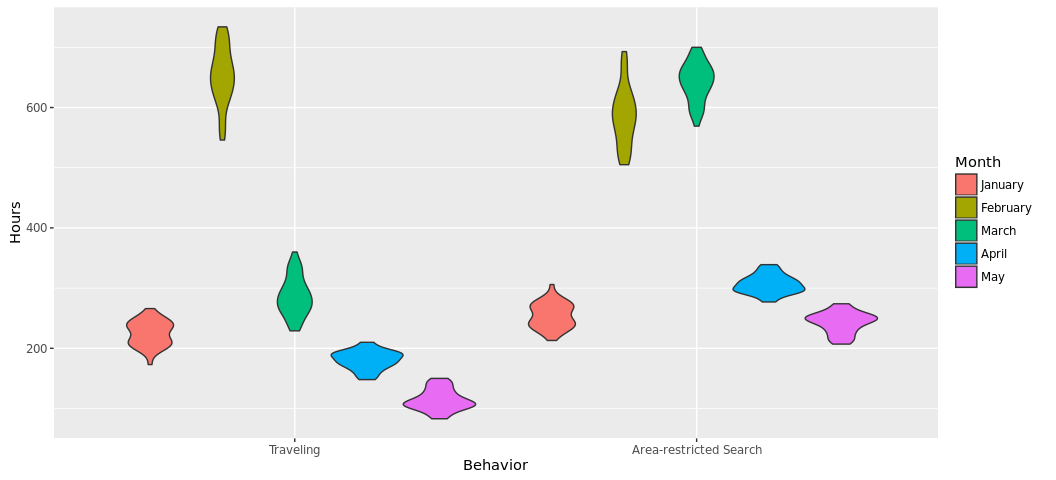 600
400
200
Hours
Traveling
Area-restricted Search
Behavior
Month
January
February
March
April
May